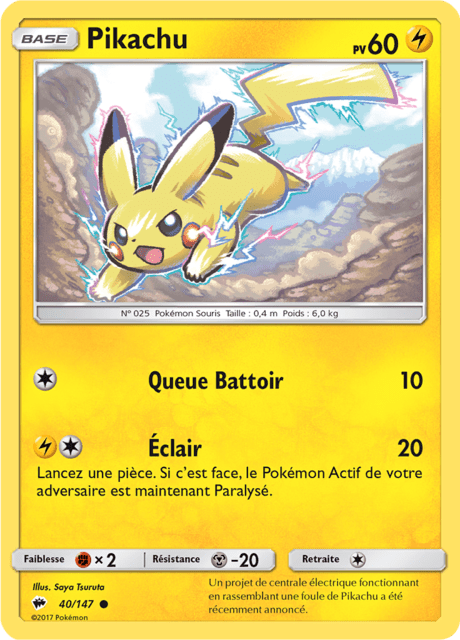 BASE Pikachu PV60
N° 025 Pokémon Souris Taille : 0,4 m Poids : 6,0 kg
Queue Battoir 10
Éclair 20
Lancez une pièce. Si c'est face, le Pokémon Actif de votre
adversaire est maintenant Paralysé.
Faiblesse ×2 Résistance -20 Retraite
Illus. Saya Tsuruta
40/147
©2017 Pokémon
Un projet de centrale électrique fonctionnant
en rassemblant une foule de Pikachu a été
récemment annoncé.